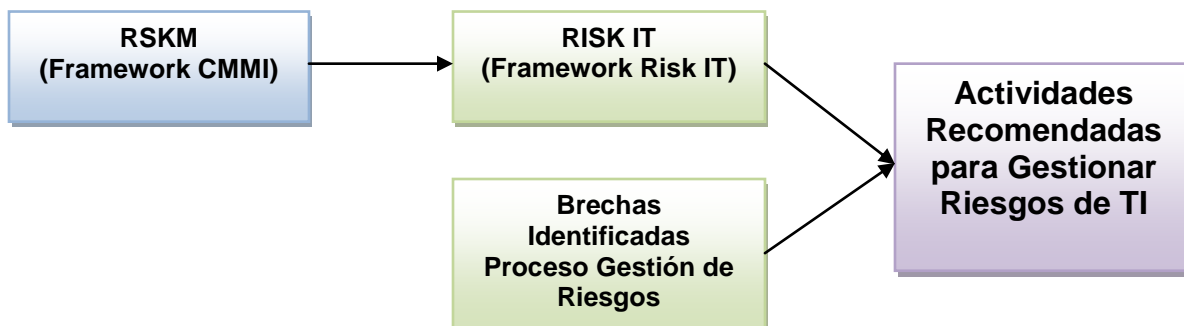 RSKM
(Framework CMMI)
RISK IT
(Framework Risk IT)
Actividades
Recomendadas
para Gestionar
Riesgos de TI
Brechas
Identificadas
Proceso Gestión de
Riesgos